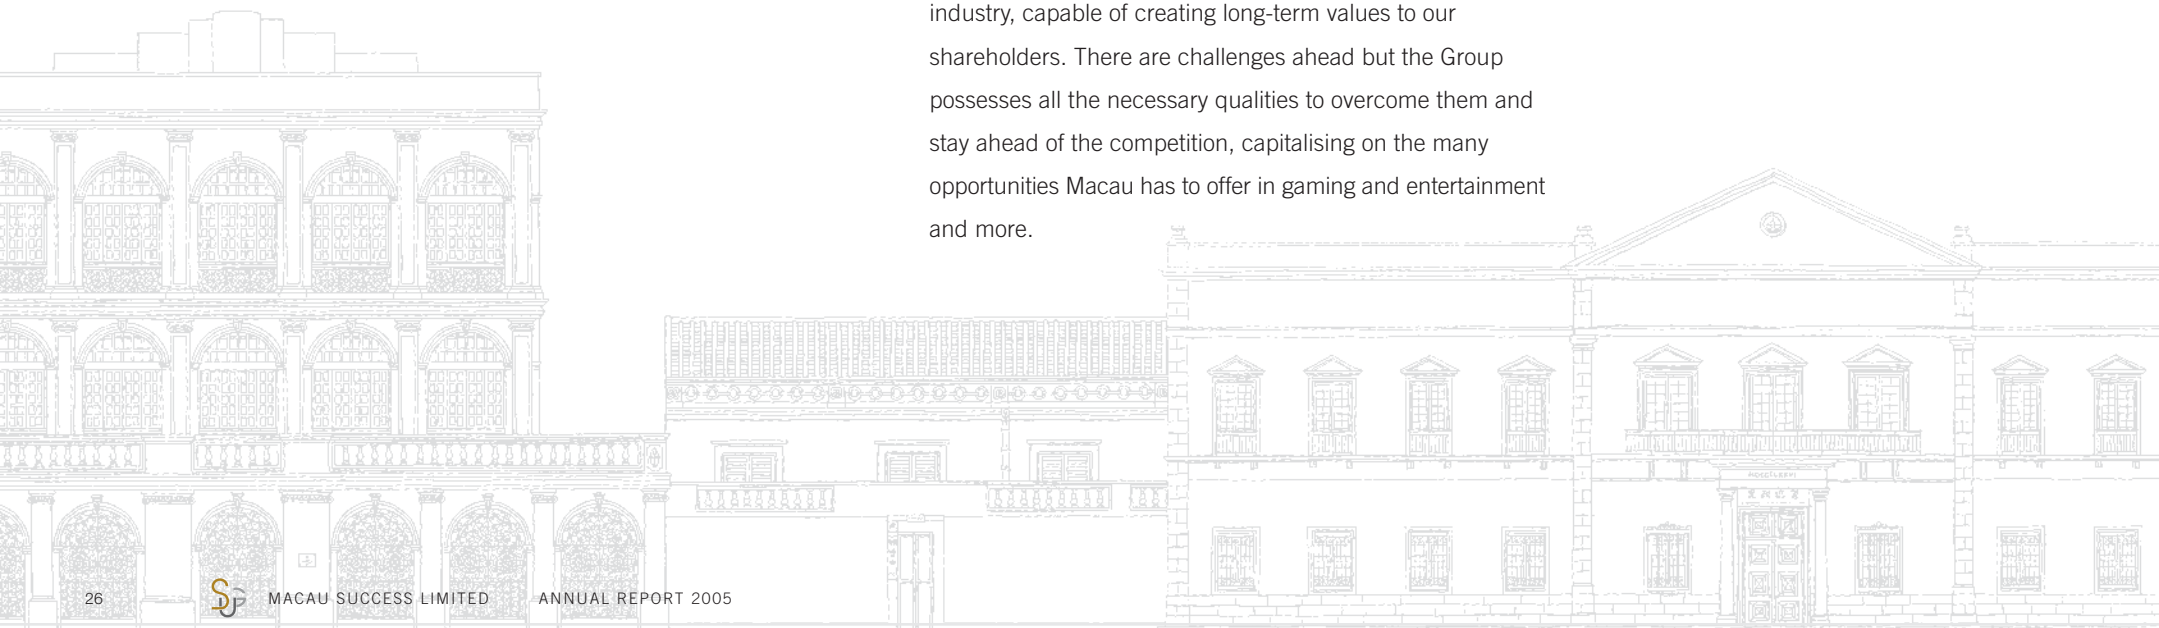 industry, capable of creating long-term values to our
shareholders. There are challenges ahead but the Group
possesses all the necessary qualities to overcome them and
stay ahead of the competition, capitalising on the many
opportunities Macau has to offer in gaming and entertainment
and more.
26 MACAU SUCCESS LIMITED ANNUAL REPORT 2005